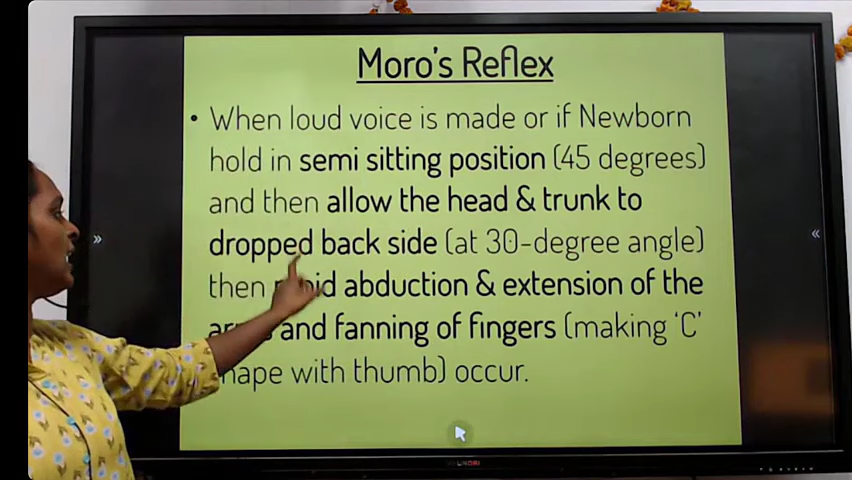 Moro's Reflex
• When loud voice is made or if Newborn
hold in semi sitting position (45 degrees)
and then allow the head & trunk to
dropped back side (at 30-degree angle)
then abduction & extension of the
and fanning of fingers (making 'C'
with thumb) occur.